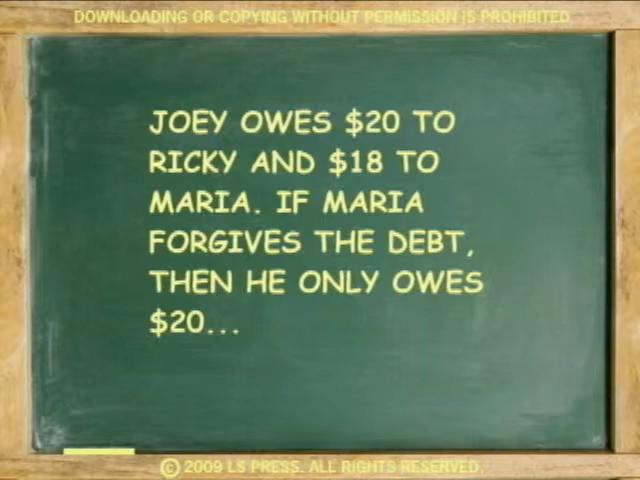 DOWNLOADING OR COPYING WITHOUT PERMISSION IS PROHIBITED
JOEY OWES $20 TO
RICKY AND $18 TO
MARIA. IF MARIA
FORGIVES THE DEBT,
THEN HE ONLY OWES
$20...
© 2009 LS PRESS. ALL RIGHTS RESERVED.